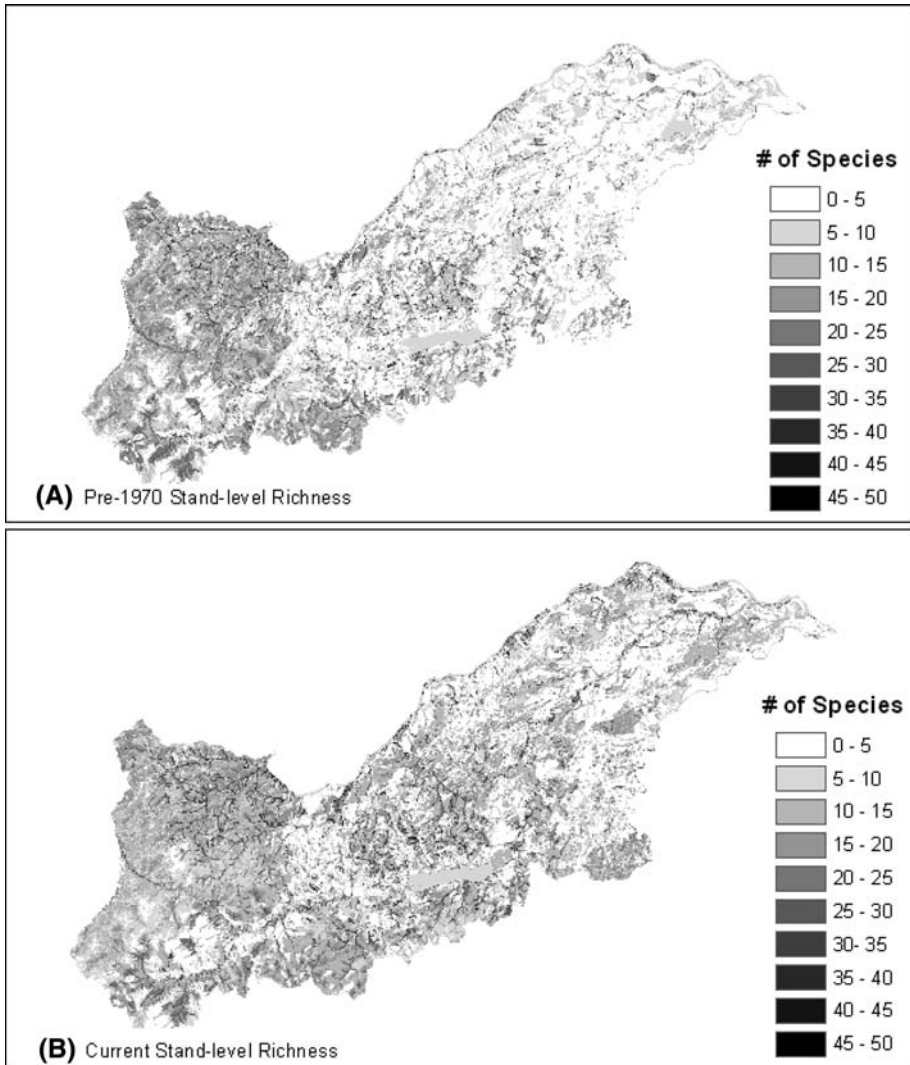 # of Species
0 - 5
5 - 10
10 - 15
15 - 20
20 - 25
25 - 30
30 - 35
35 - 40
40 - 45
45 - 50
(A) Pre-1970 Stand-level Richness
# of Species
0 - 5
5 - 10
10 - 15
15 - 20
20 - 25
25 - 30
30- 35
35 - 40
40 - 45
45 - 50
(B) Current Stand-level Richness